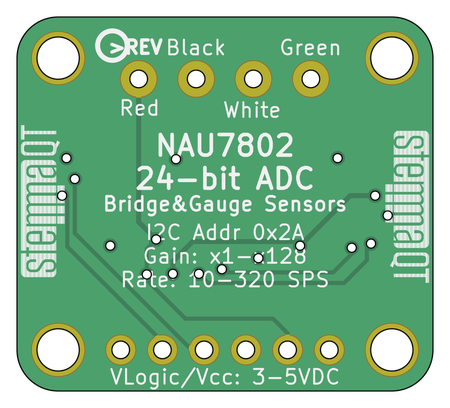 REV Black Green
Red White
NAU7802
24-bit ADC
Bridge&Gauge Sensors
I2C Addr 0x2A
Gain: x1-x128
Rate: 10-320 SPS
VLogic/Vcc: 3-5VDC
stemma QT
stemma QT